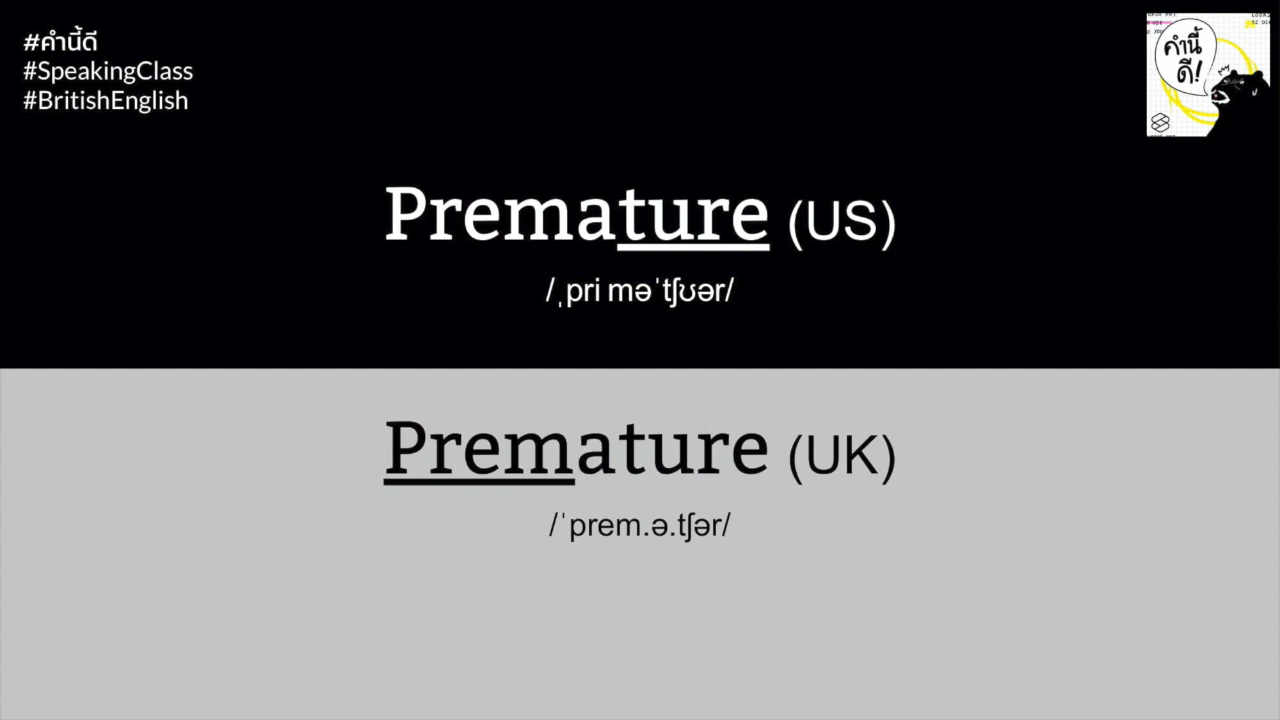 #คำนี้ดี
#SpeakingClass
#BritishEnglish
คำนี้
ดี!
Premature (US)
/ˌpri məˈtʃʊər/
Premature (UK)
/ˈprem.ə.tʃər/